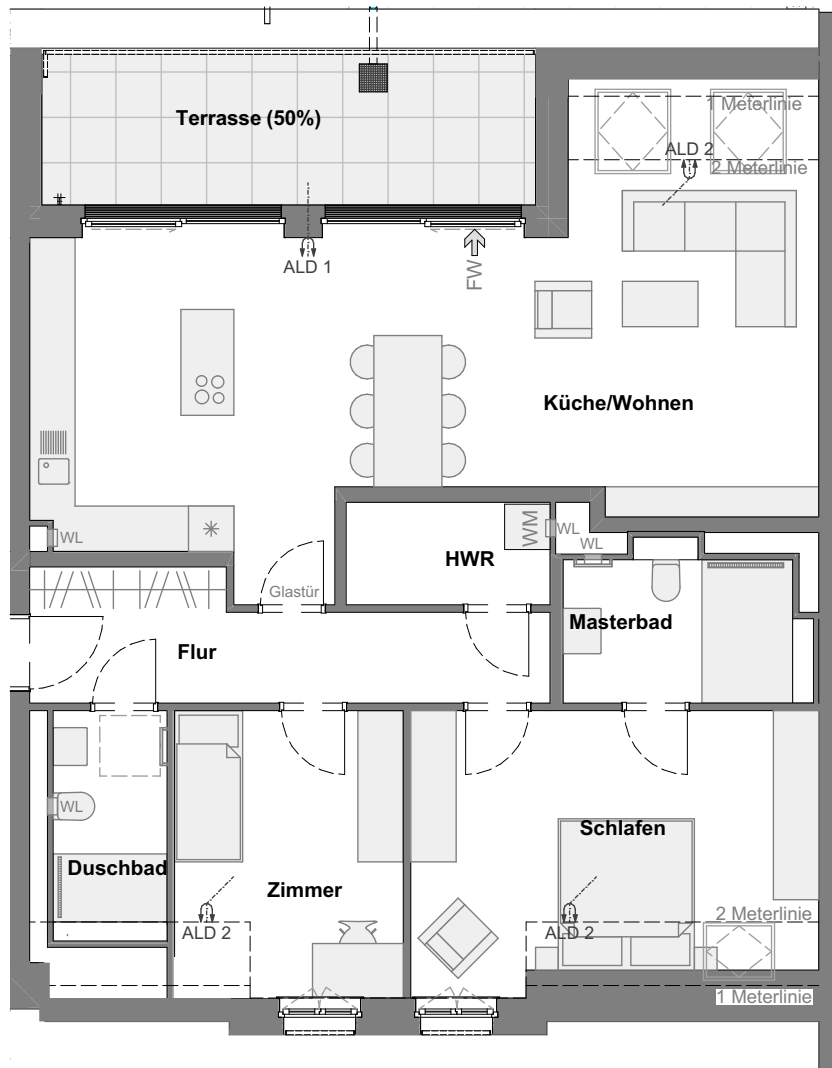 1 Meterlinie
Terrasse (50%)
ALD 2
2 Meterlinie
ALD 1
FW
Küche/Wohnen
WM
WL
WL
WL
HWR
Glastür
Masterbad
Flur
WL
Schlafen
Duschbad
Zimmer
2 Meterlinie
ALD 2
ALD 2
1 Meterlinie